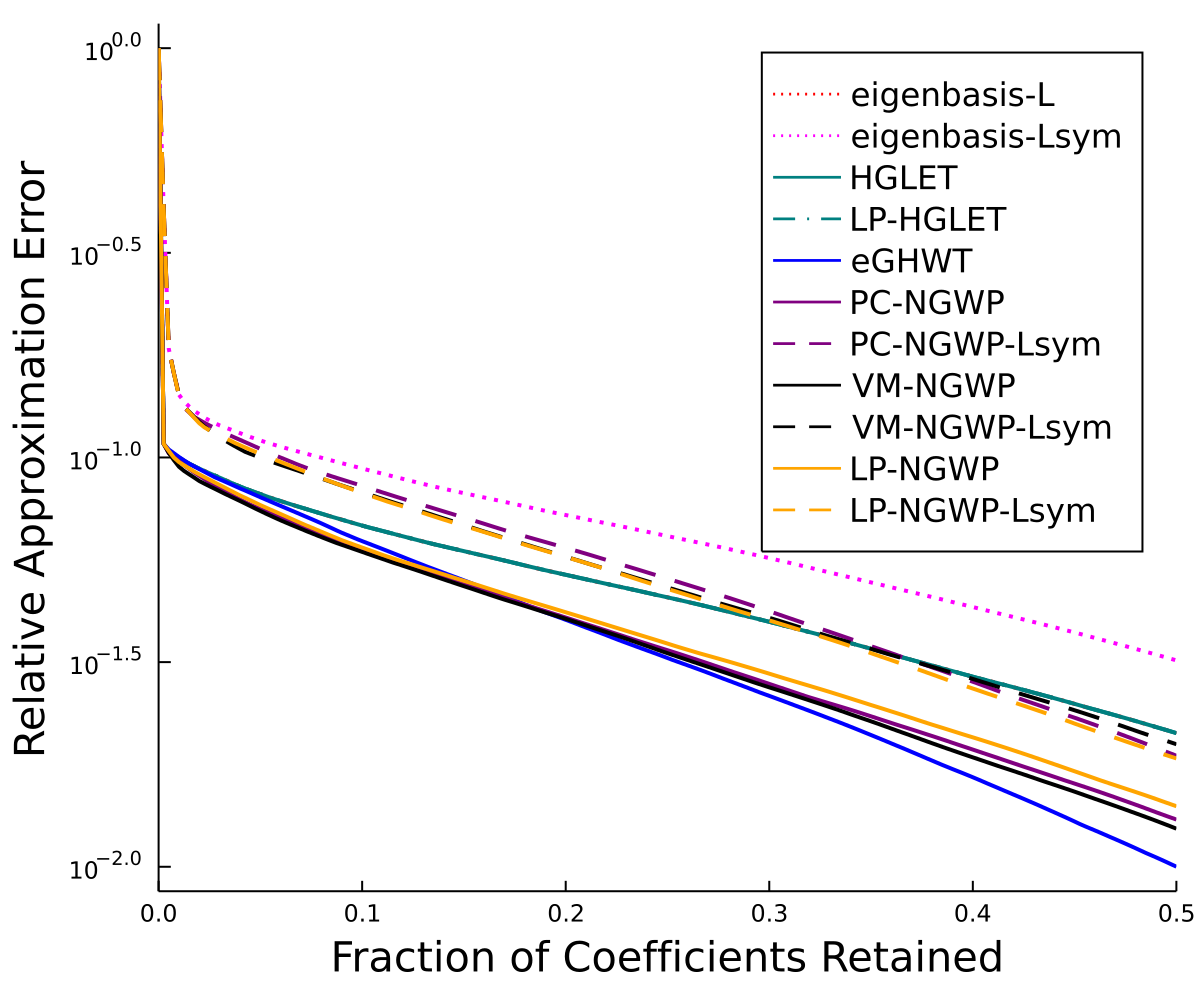 Relative Approximation Error
10^0.0
10^−0.5
10^−1.0
10^−1.5
10^−2.0
eigenbasis-L
eigenbasis-Lsym
HGLET
LP-HGLET
eGHWT
PC-NGWP
PC-NGWP-Lsym
VM-NGWP
VM-NGWP-Lsym
LP-NGWP
LP-NGWP-Lsym
0.0 0.1 0.2 0.3 0.4 0.5
Fraction of Coefficients Retained